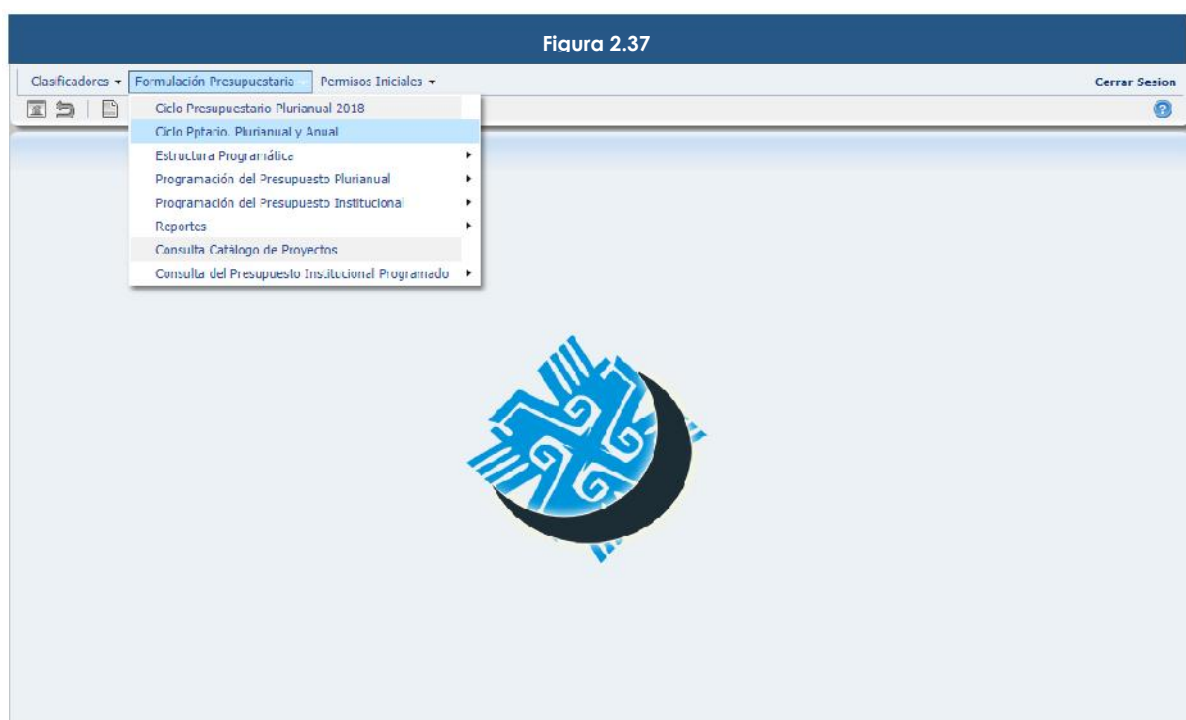 Figura 2.37
Clasificadores Formulación Presupuestaria Permisos Iniciales Cerrar Sesion
Ciclo Presupuestario Plurianual 2018
Ciclo Pptario. Plurianual y Anual
Estructura Programática
Programación del Presupuesto Plurianual
Programación del Presupuesto Institucional
Reportes
Consulta Catálogo de Proyectos
Consulta del Presupuesto Institucional Programado